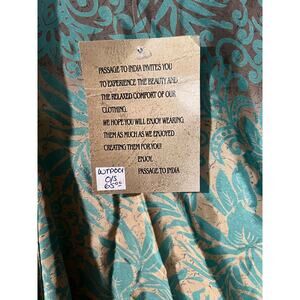 PASSAGE TO INDIA INVITES YOU
TO EXPERIENCE THE BEAUTY AND
THE RELAXED COMFORT OF OUR
CLOTHING.
WE HOPE YOU WILL ENJOY WEARING
THEM AS MUCH AS WE ENJOYED
CREATING THEM FOR YOU
ENJOY,
PASSAGE TO INDIA
WTP001
O/S
65.00